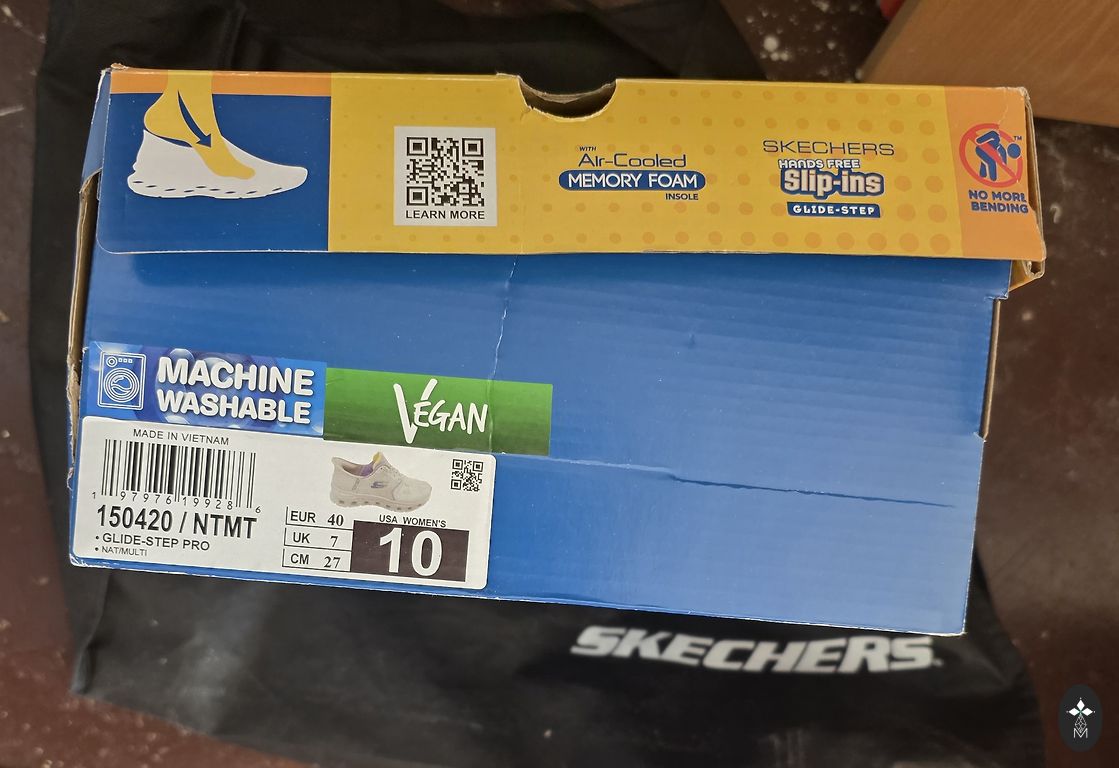 LEARN MORE
WITH
Air-Cooled
MEMORY FOAM
INSOLE
SKECHERS
HANDS FREE
Slip-ins
GLIDE-STEP
TM
NO MORE
BENDING
MACHINE
WASHABLE
VEGAN
MADE IN VIETNAM
1 97976 19928 6
150420 / NTMT
• GLIDE-STEP PRO
• NAT/MULTI
EUR 40
UK 7
CM 27
USA WOMEN'S
10
SKECHERS
M